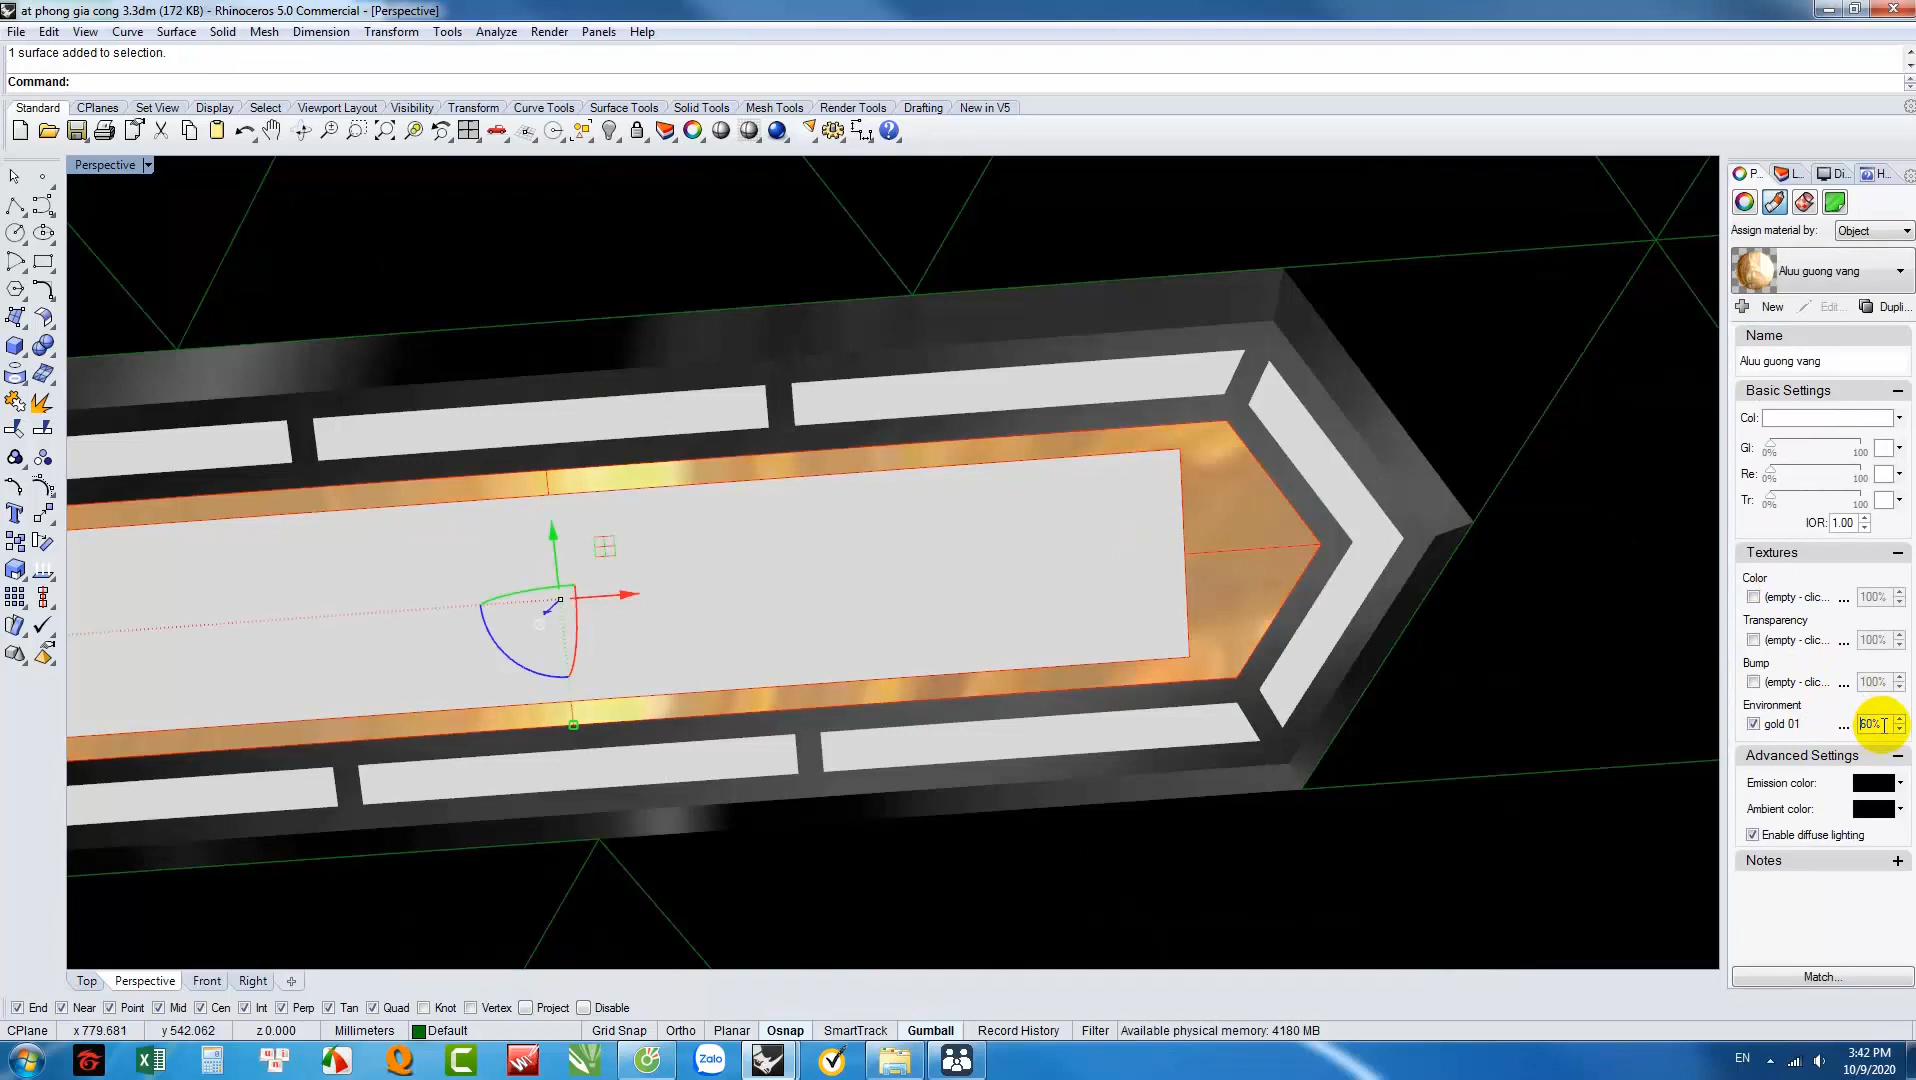 at phong gia cong 3.3dm (172 KB) - Rhinoceros 5.0 Commercial - [Perspective]
File Edit View Curve Surface Solid Mesh Dimension Transform Tools Analyze Render Panels Help
1 surface added to selection.
Command:
Standard CPlanes Set View Display Select Viewport Layout Visibility Transform Curve Tools Surface Tools Solid Tools Mesh Tools Render Tools Drafting New in V5
Perspective
P... L... Di... H...
Assign material by: Object
Aluu guong vang
New Edit... Dupli...
Name
Aluu guong vang
Basic Settings
Col:
Gl: 0% 100
Re: 0% 100
Tr: 0% 100
IOR: 1.00
Textures
Color
(empty - clic... ... 100%
Transparency
(empty - clic... ... 100%
Bump
(empty - clic... ... 100%
Environment
gold 01 ... 60%
Advanced Settings
Emission color:
Ambient color:
Enable diffuse lighting
Notes
Match...
Top Perspective Front Right
End Near Point Mid Cen Int Perp Tan Quad Knot Vertex Project Disable
CPlane x 779.681 y 542.062 z 0.000 Millimeters Default Grid Snap Ortho Planar Osnap SmartTrack Gumball Record History Filter Available physical memory: 4180 MB
Zalo
EN
3:42 PM
10/9/2020